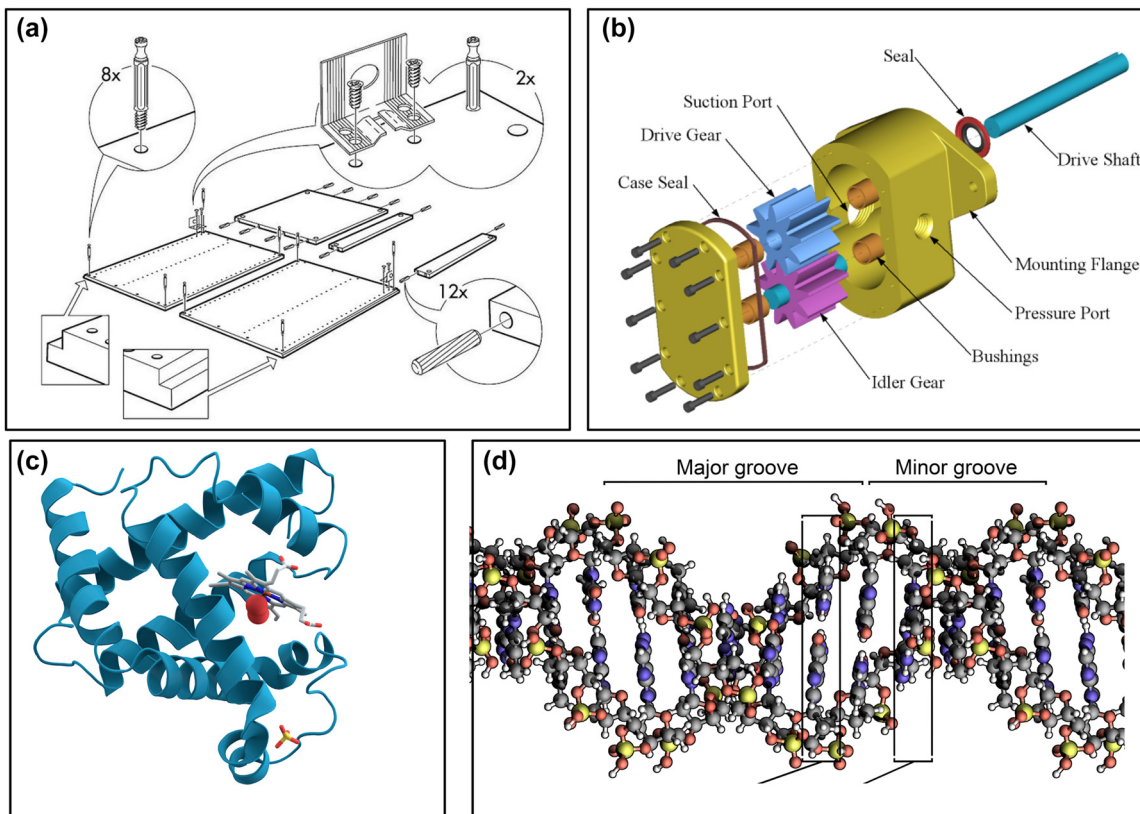 (a)
8x
2x
12x
(b)
Seal
Suction Port
Drive Gear
Drive Shaft
Case Seal
Mounting Flange
Pressure Port
Bushings
Idler Gear
(c)
(d)
Major groove
Minor groove